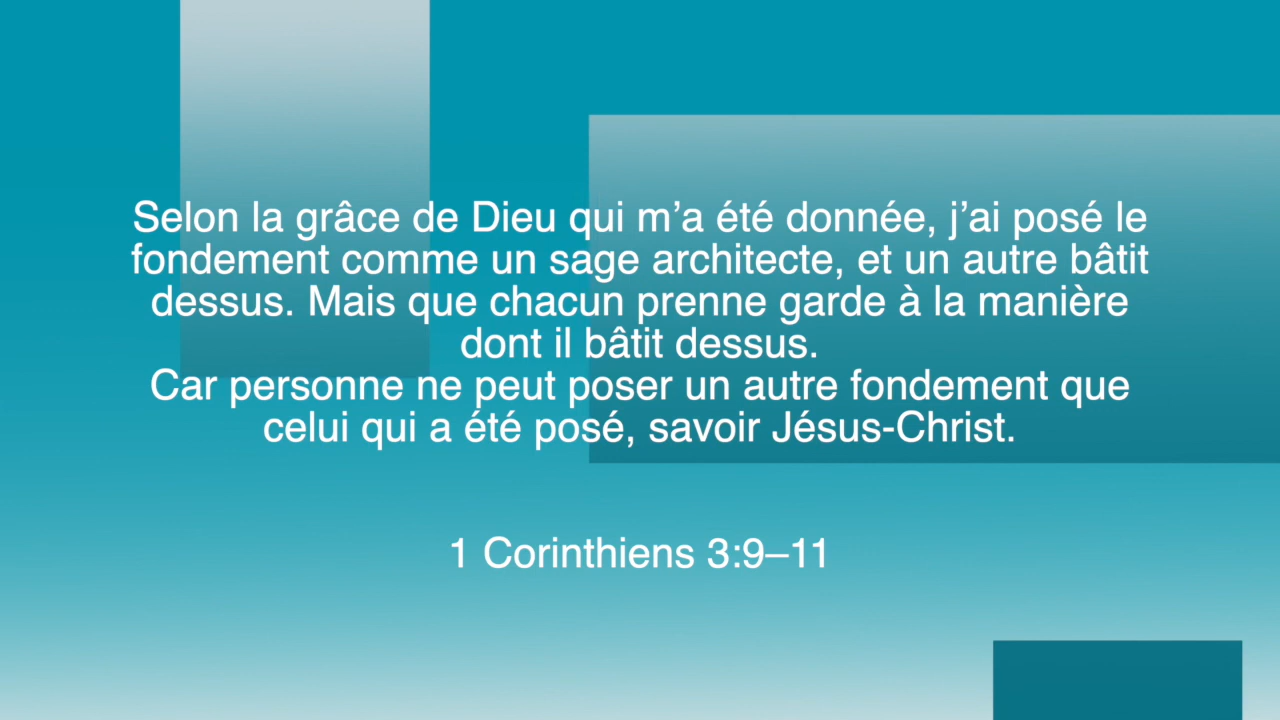 Selon la grâce de Dieu qui m’a été donnée, j’ai posé le
fondement comme un sage architecte, et un autre bâtit
dessus. Mais que chacun prenne garde à la manière
dont il bâtit dessus.
Car personne ne peut poser un autre fondement que
celui qui a été posé, savoir Jésus-Christ.
1 Corinthiens 3:9–11